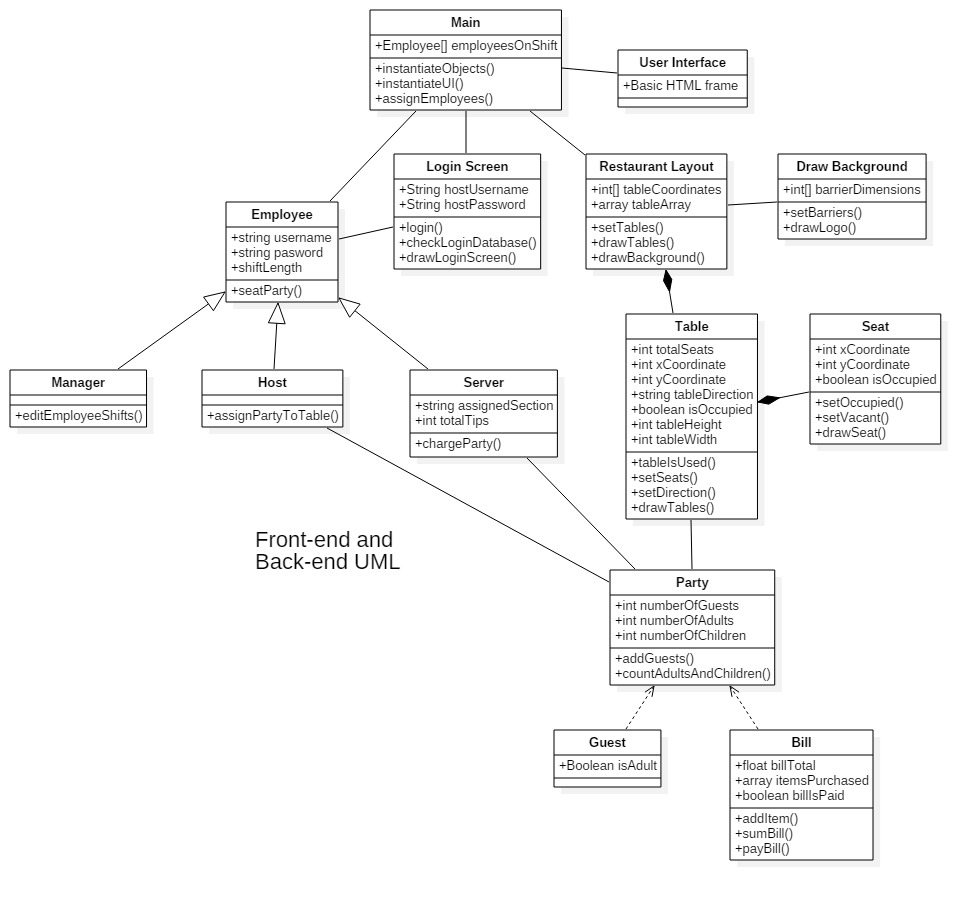 Main
+Employee[] employeesOnShift
+instantiateObjects()
+instantiateUI()
+assignEmployees()
User Interface
+Basic HTML frame
Login Screen
+String hostUsername
+String hostPassword
+login()
+checkLoginDatabase()
+drawLoginScreen()
Restaurant Layout
+int[] tableCoordinates
+array tableArray
+setTables()
+drawTables()
+drawBackground()
Draw Background
+int[] barrierDimensions
+setBarriers()
+drawLogo()
Employee
+string username
+string pasword
+shiftLength
+seatParty()
Manager
+editEmployeeShifts()
Host
+assignPartyToTable()
Server
+string assignedSection
+int totalTips
+chargeParty()
Table
+int totalSeats
+int xCoordinate
+int yCoordinate
+string tableDirection
+boolean isOccupied
+int tableHeight
+int tableWidth
+tableIsUsed()
+setSeats()
+setDirection()
+drawTables()
Seat
+int xCoordinate
+int yCoordinate
+boolean isOccupied
+setOccupied()
+setVacant()
+drawSeat()
Front-end and
Back-end UML
Party
+int numberOfGuests
+int numberOfAdults
+int numberOfChildren
+addGuests()
+countAdultsAndChildren()
Guest
+Boolean isAdult
Bill
+float billTotal
+array itemsPurchased
+boolean billIsPaid
+addItem()
+sumBill()
+payBill()